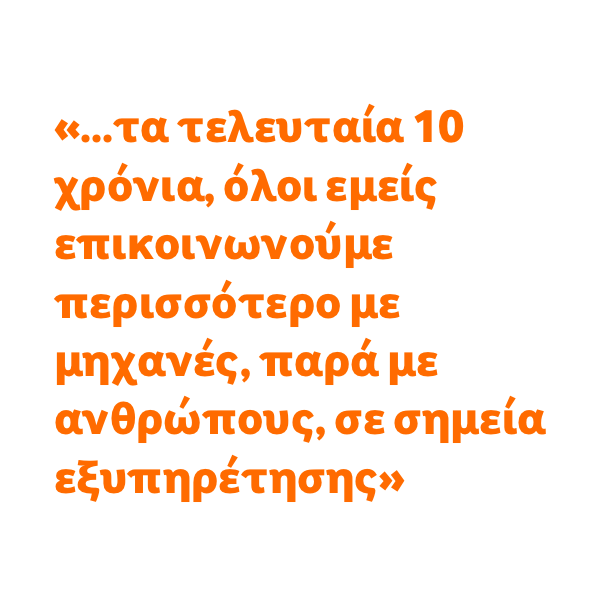 «...τα τελευταία 10
χρόνια, όλοι εμείς
επικοινωνούμε
περισσότερο με
μηχανές, παρά με
ανθρώπους, σε σημεία
εξυπηρέτησης»